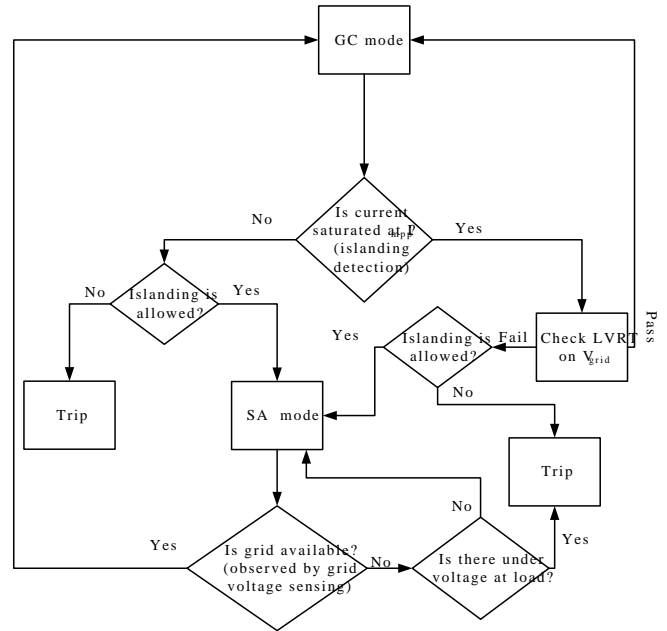 GC mode
Is current
saturated at I_mpp?
(islanding
detection)
No
Yes
Islanding is
allowed?
No
Yes
Pass
Check LVRT
on V_grid
Fail
Islanding is
allowed?
Yes
No
Trip
SA mode
Trip
Is grid available?
(observed by grid
voltage sensing)
Yes
No
Is there under
voltage at load?
No
Yes